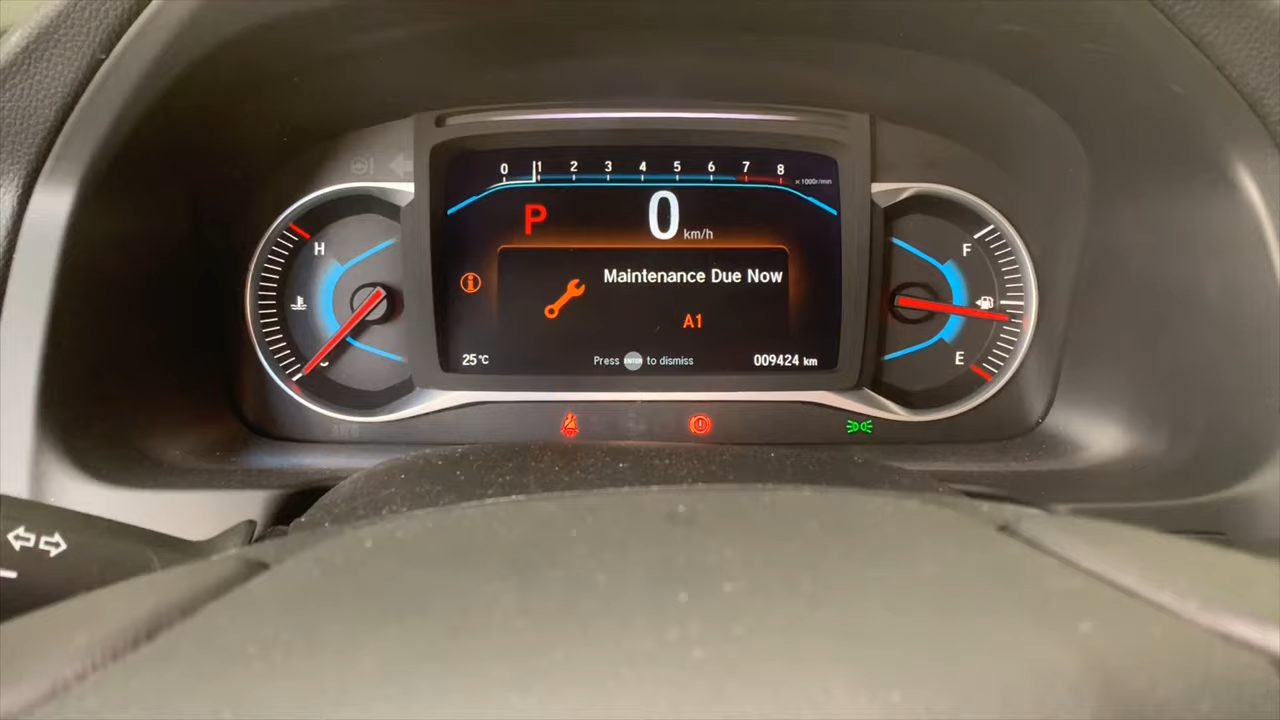 0 1 2 3 4 5 6 7 8
x1000r/min
P 0 km/h
H F
Maintenance Due Now
A1
E
25°C Press ENTER to dismiss 009424 km